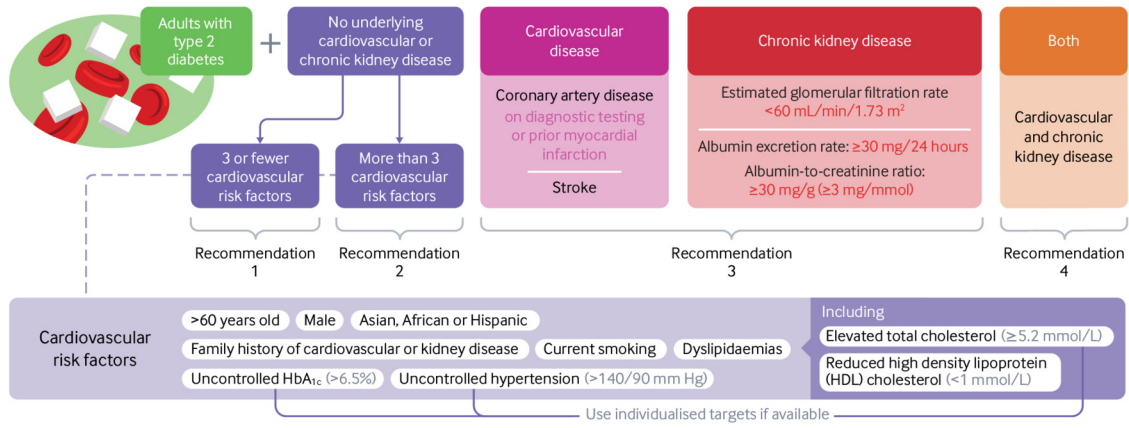 Adults with
type 2
diabetes
+
No underlying
cardiovascular or
chronic kidney disease
3 or fewer
cardiovascular
risk factors
More than 3
cardiovascular
risk factors
Cardiovascular
disease
Coronary artery disease
on diagnostic testing
or prior myocardial
infarction
Stroke
Chronic kidney disease
Estimated glomerular filtration rate
<60 mL/min/1.73 m²
Albumin excretion rate: ≥30 mg/24 hours
Albumin-to-creatinine ratio:
≥30 mg/g (≥3 mg/mmol)
Both
Cardiovascular
and chronic
kidney disease
Recommendation
1
Recommendation
2
Recommendation
3
Recommendation
4
Cardiovascular
risk factors
>60 years old
Male
Asian, African or Hispanic
Family history of cardiovascular or kidney disease
Current smoking
Dyslipidaemias
Uncontrolled HbA₁c (>6.5%)
Uncontrolled hypertension (>140/90 mm Hg)
Including
Elevated total cholesterol (≥5.2 mmol/L)
Reduced high density lipoprotein
(HDL) cholesterol (<1 mmol/L)
Use individualised targets if available